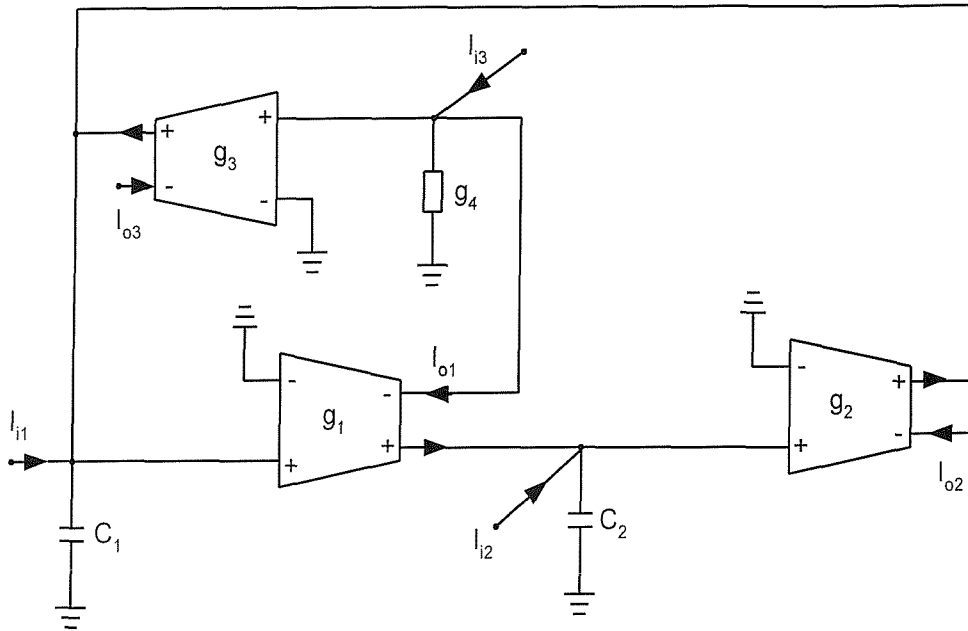 I_i3
+
+
g_3
-
-
I_o3
g_4
-
I_o1
-
g_1
+
+
-
+
g_2
-
+
I_i1
I_o2
I_i2
C_1
C_2